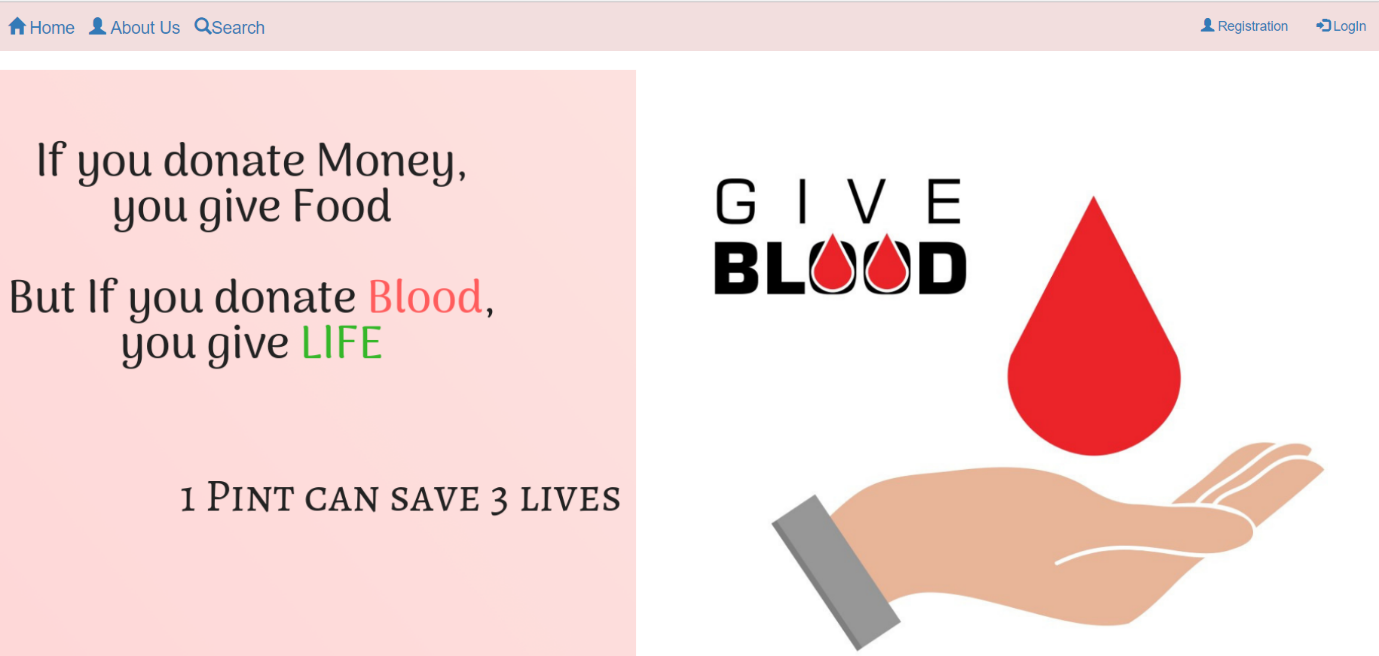 Home About Us Search Registration LogIn
If you donate Money,
you give Food
But If you donate Blood,
you give LIFE
1 Pint can save 3 lives
GIVE
BLOOD